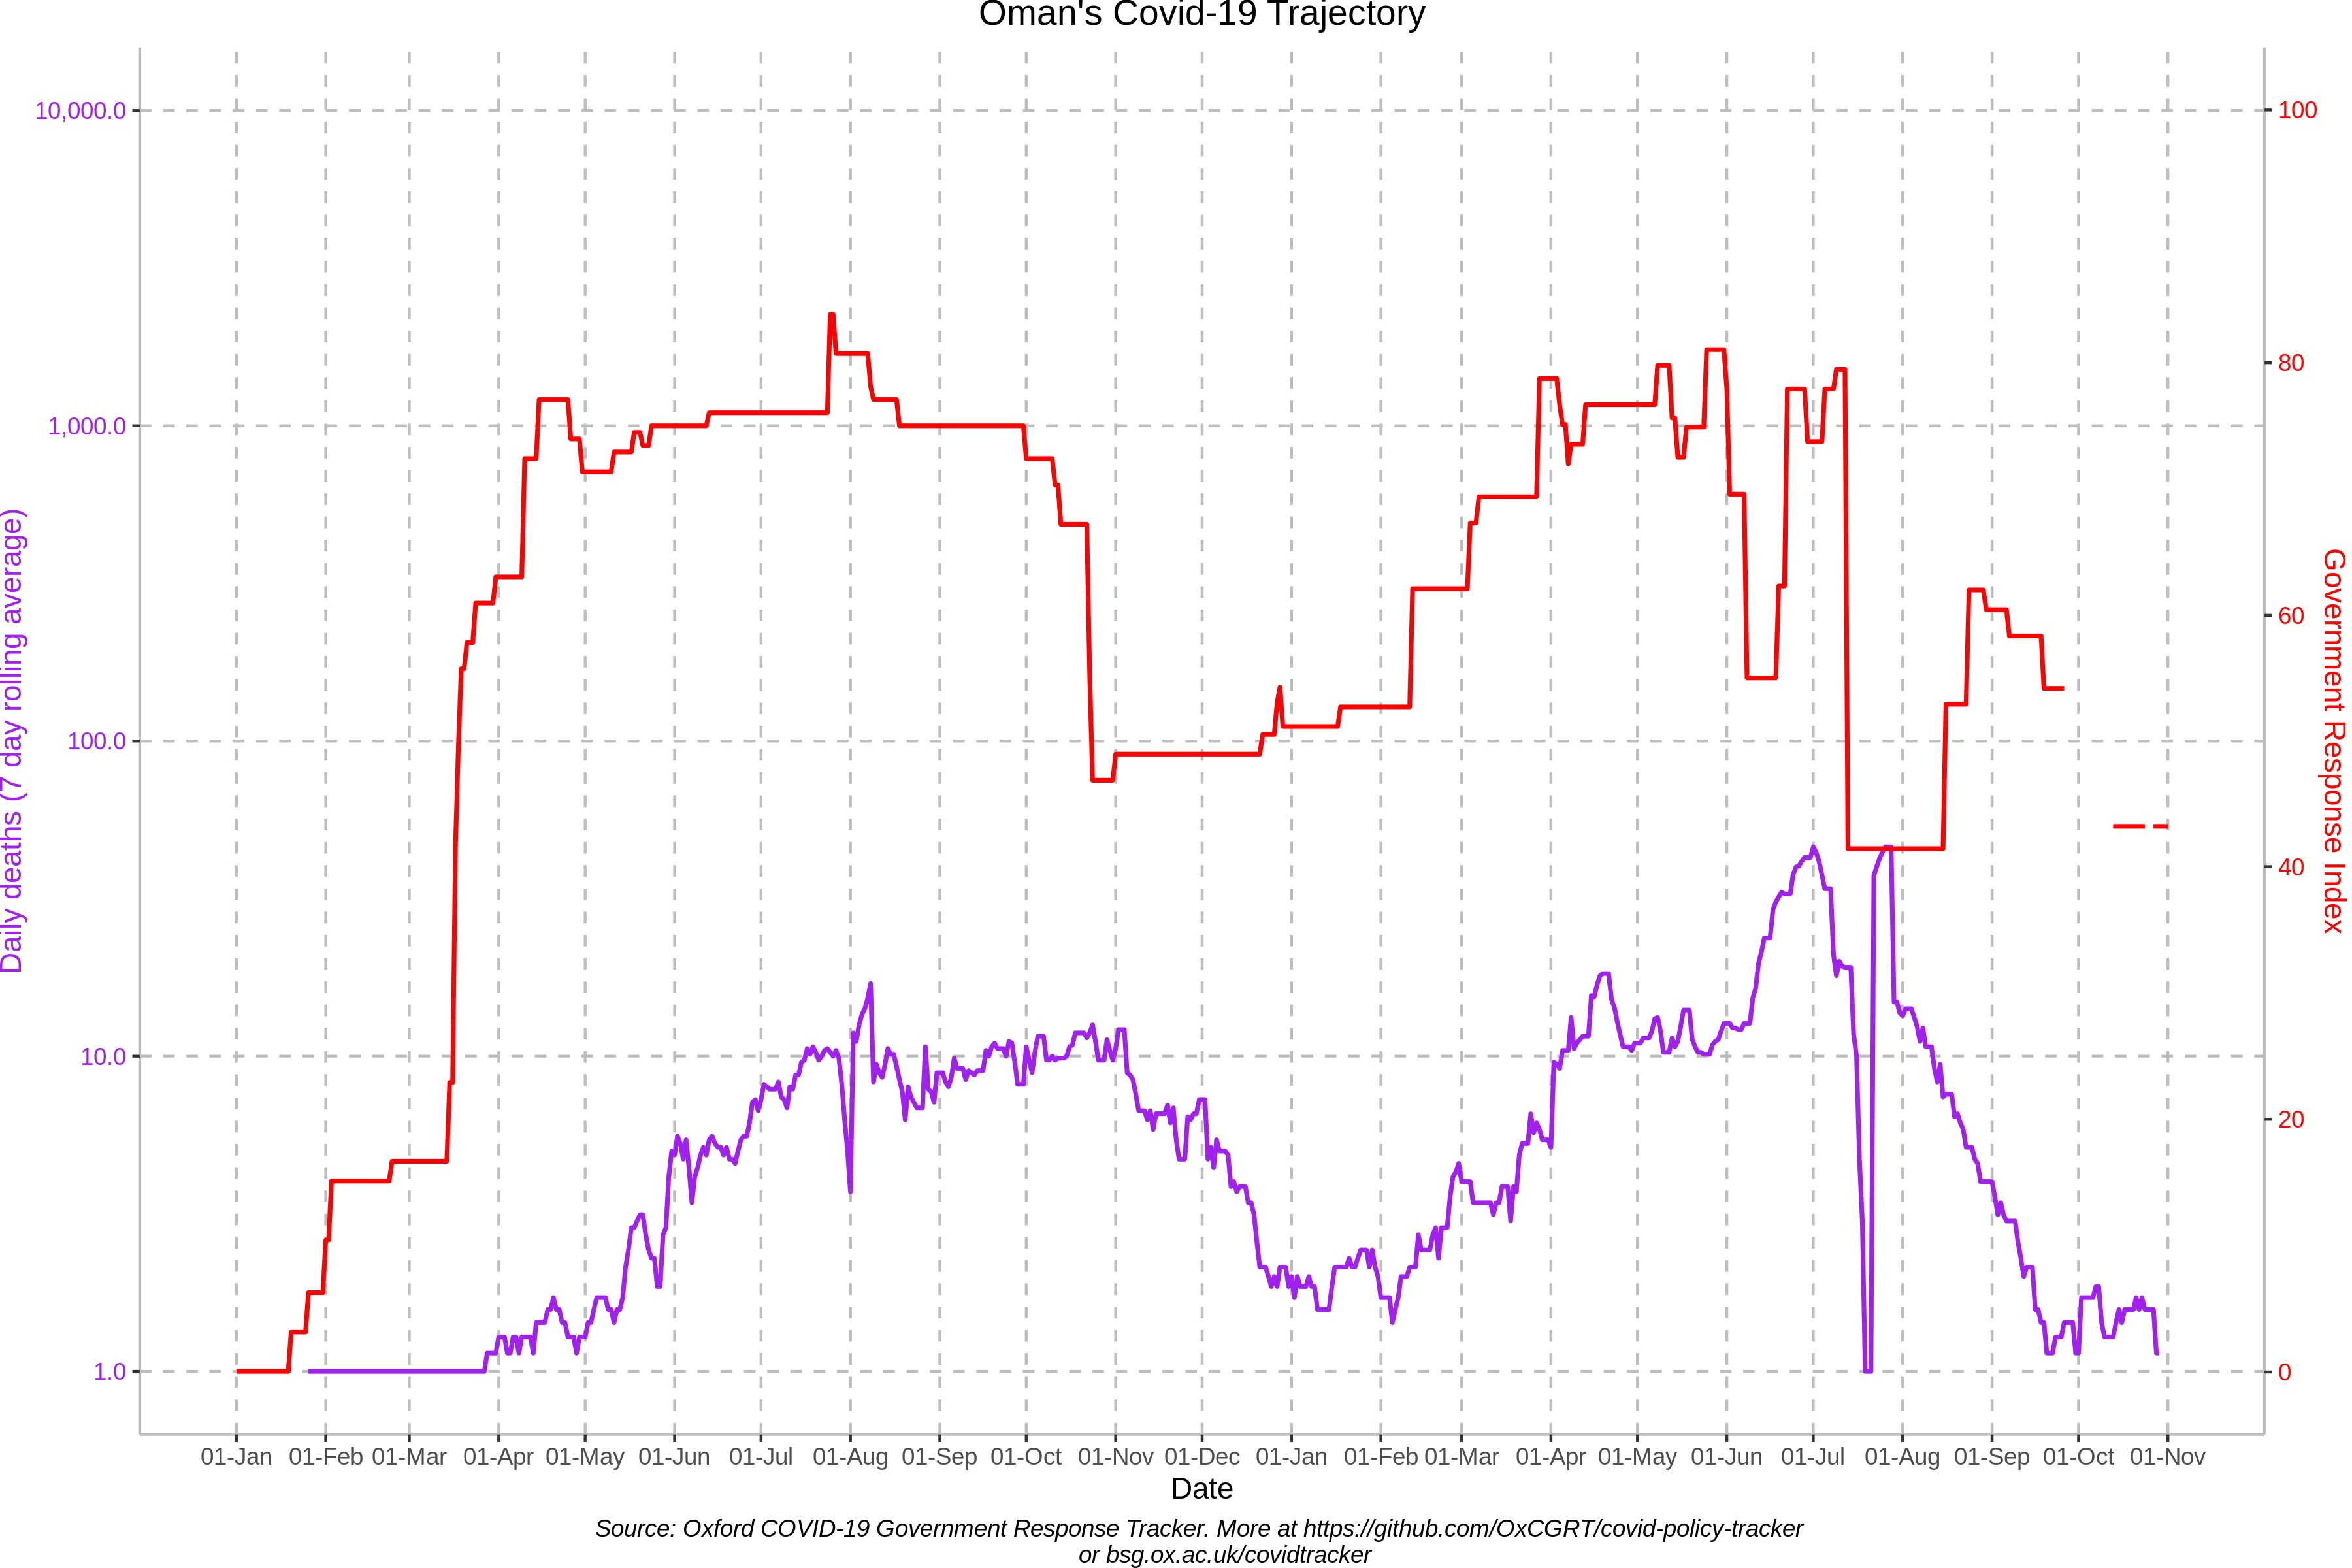 Oman's Covid-19 Trajectory
10,000.0
1,000.0
100.0
10.0
1.0
Daily deaths (7 day rolling average)
100
80
60
40
20
0
Government Response Index
01-Jan 01-Feb 01-Mar 01-Apr 01-May 01-Jun 01-Jul 01-Aug 01-Sep 01-Oct 01-Nov 01-Dec 01-Jan 01-Feb 01-Mar 01-Apr 01-May 01-Jun 01-Jul 01-Aug 01-Sep 01-Oct 01-Nov
Date
Source: Oxford COVID-19 Government Response Tracker. More at https://github.com/OxCGRT/covid-policy-tracker
or bsg.ox.ac.uk/covidtracker